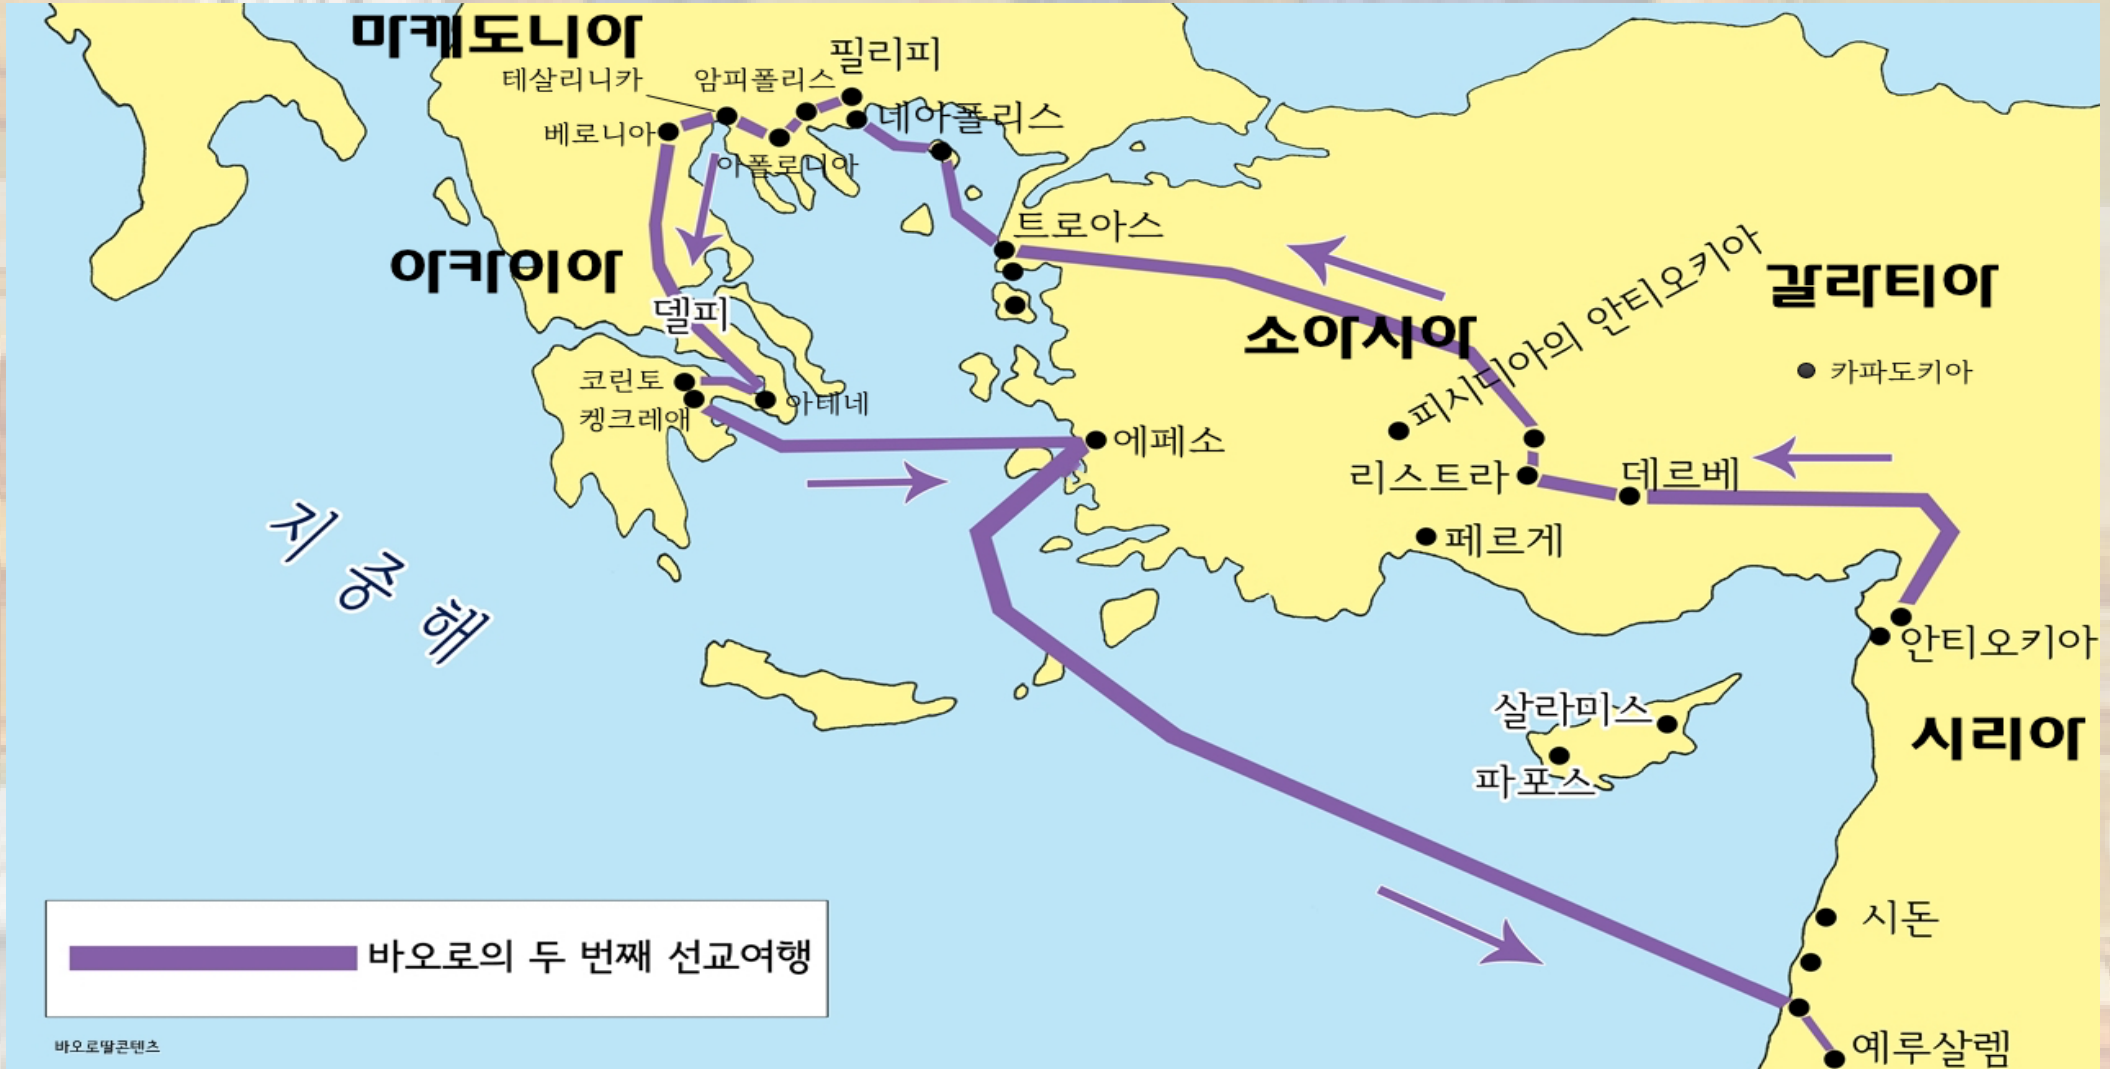 마케도니아
필리피
테살리니카
암피폴리스
네아폴리스
베로니아
아폴로니아
트로아스
아카이아
갈라티아
델피
소아시아
피시디아의 안티오키아
카파도키아
코린토
아테네
켕크레애
에페소
리스트라
데르베
페르게
지중해
안티오키아
살라미스
시리아
파포스
시돈
바오로의 두 번째 선교여행
예루살렘
바오로딸콘텐츠